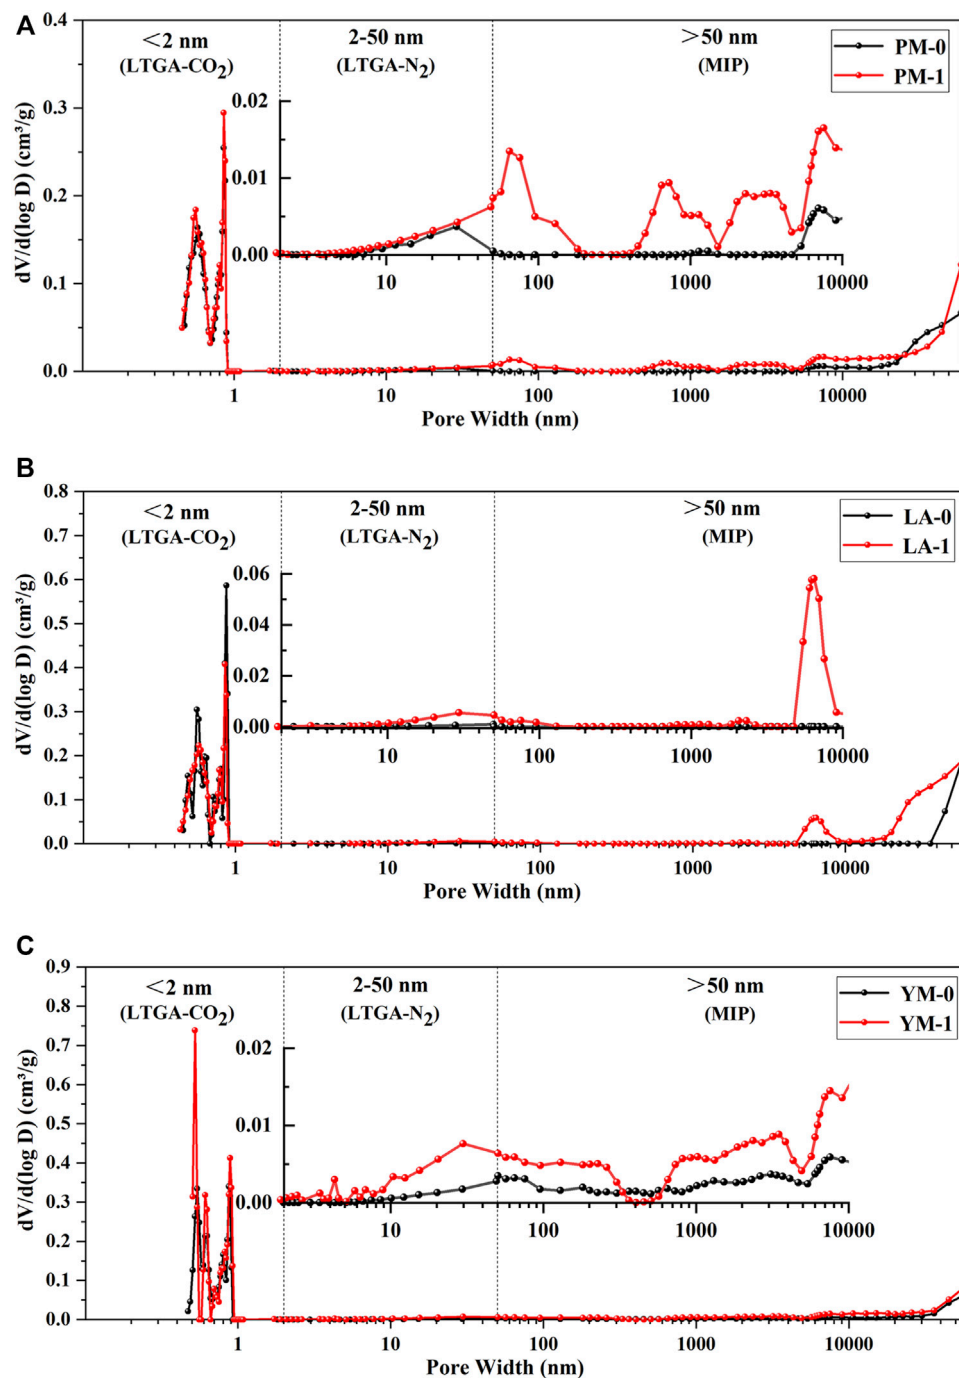 A
<2 nm
(LTGA-CO2)
2-50 nm
(LTGA-N2)
>50 nm
(MIP)
PM-0
PM-1
dV/d(log D) (cm³/g)
0.4
0.3
0.2
0.1
0.0
0.02
0.01
0.00
10
100
1000
10000
1
10
100
1000
10000
Pore Width (nm)
B
<2 nm
(LTGA-CO2)
2-50 nm
(LTGA-N2)
>50 nm
(MIP)
LA-0
LA-1
dV/d(log D) (cm³/g)
0.8
0.7
0.6
0.5
0.4
0.3
0.2
0.1
0.0
0.06
0.04
0.02
0.00
10
100
1000
10000
1
10
100
1000
10000
Pore Width (nm)
C
<2 nm
(LTGA-CO2)
2-50 nm
(LTGA-N2)
>50 nm
(MIP)
YM-0
YM-1
dV/d(log D) (cm³/g)
0.9
0.8
0.7
0.6
0.5
0.4
0.3
0.2
0.1
0.0
0.02
0.01
0.00
10
100
1000
10000
1
10
100
1000
10000
Pore Width (nm)